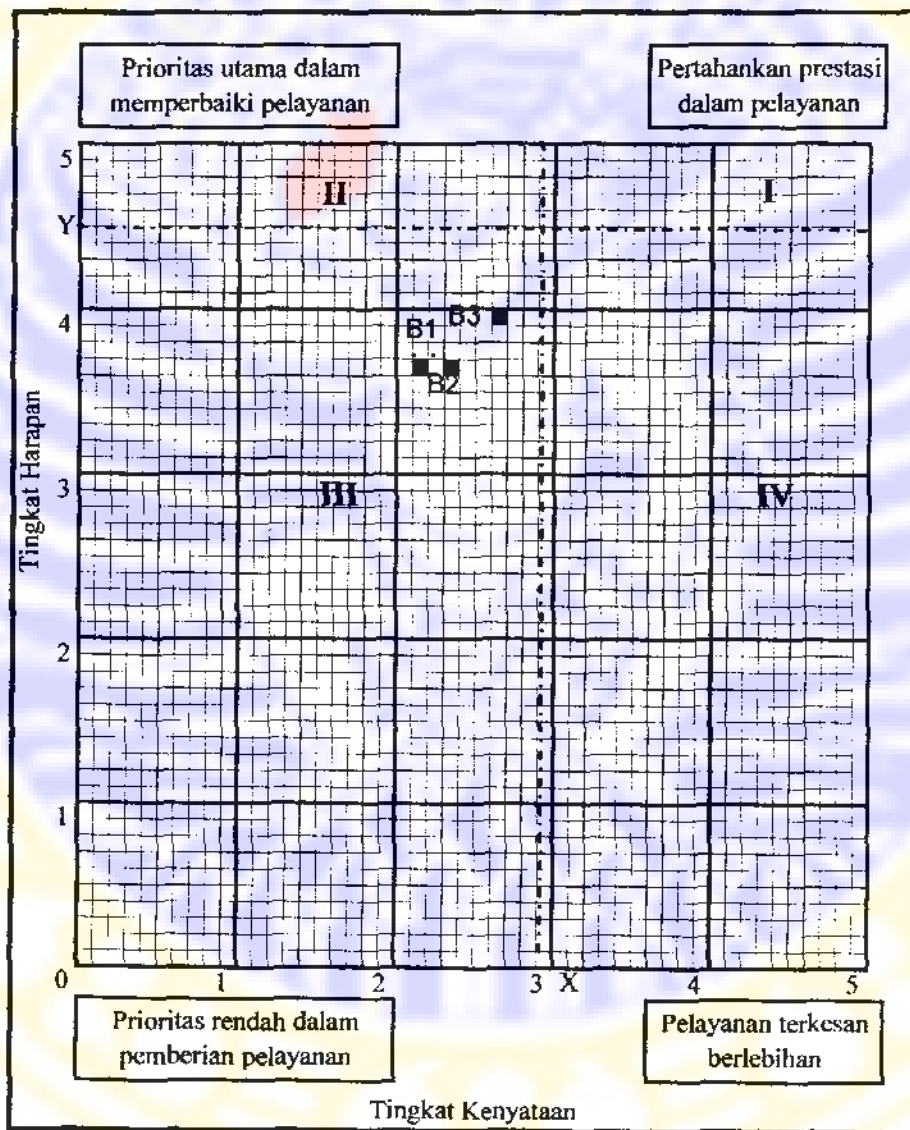 Prioritas utama dalam
memperbaiki pelayanan
Pertahankan prestasi
dalam pelayanan
5
II
I
Y
4
B3
B1
B2
3
III
IV
Tingkat Harapan
2
1
0
1
2
3
X
4
5
Prioritas rendah dalam
pemberian pelayanan
Pelayanan terkesan
berlebihan
Tingkat Kenyataan